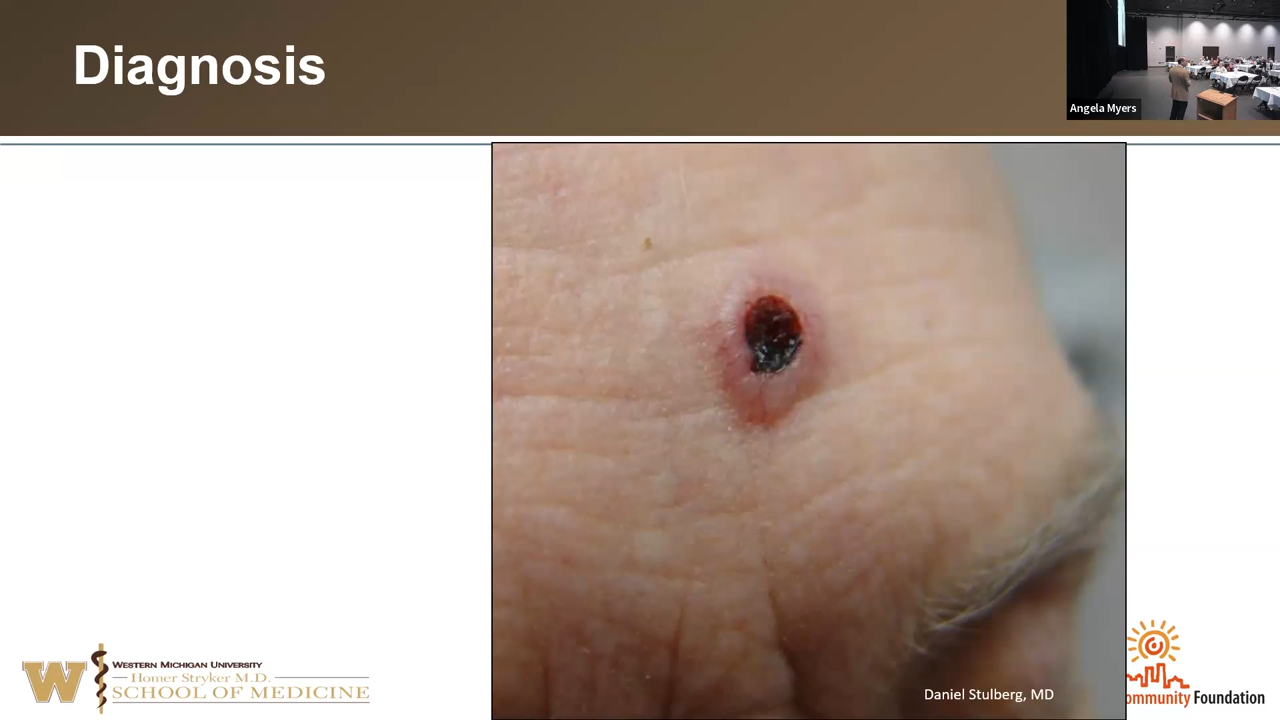 Diagnosis
Angela Myers
Daniel Stulberg, MD
W
WESTERN MICHIGAN UNIVERSITY
Homer Stryker M.D.
SCHOOL OF MEDICINE
ommunity Foundation